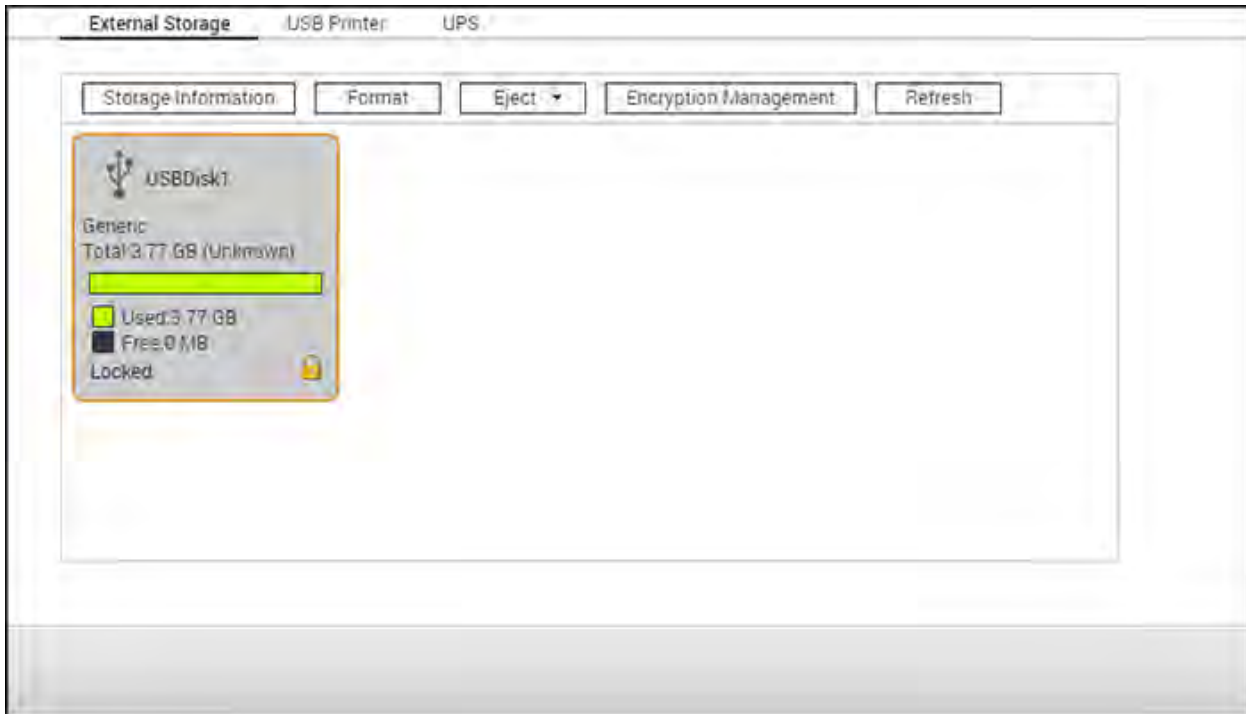 External Storage USB Printer UPS
Storage Information Format Eject Encryption Management Refresh
USBDisk1
Generic
Total:3.77 GB (Unknown)
Used:3.77 GB
Free:0 MB
Locked